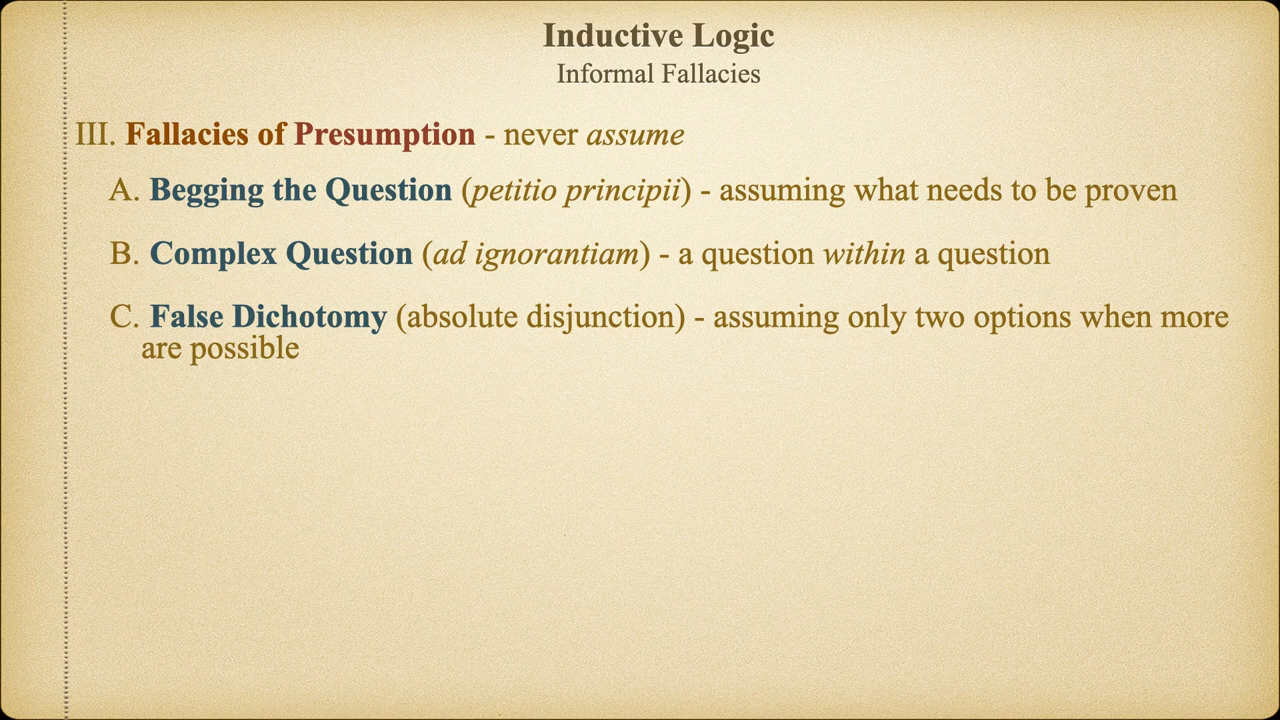 Inductive Logic
Informal Fallacies
III. Fallacies of Presumption - never assume
A. Begging the Question (petitio principii) - assuming what needs to be proven
B. Complex Question (ad ignorantiam) - a question within a question
C. False Dichotomy (absolute disjunction) - assuming only two options when more
are possible